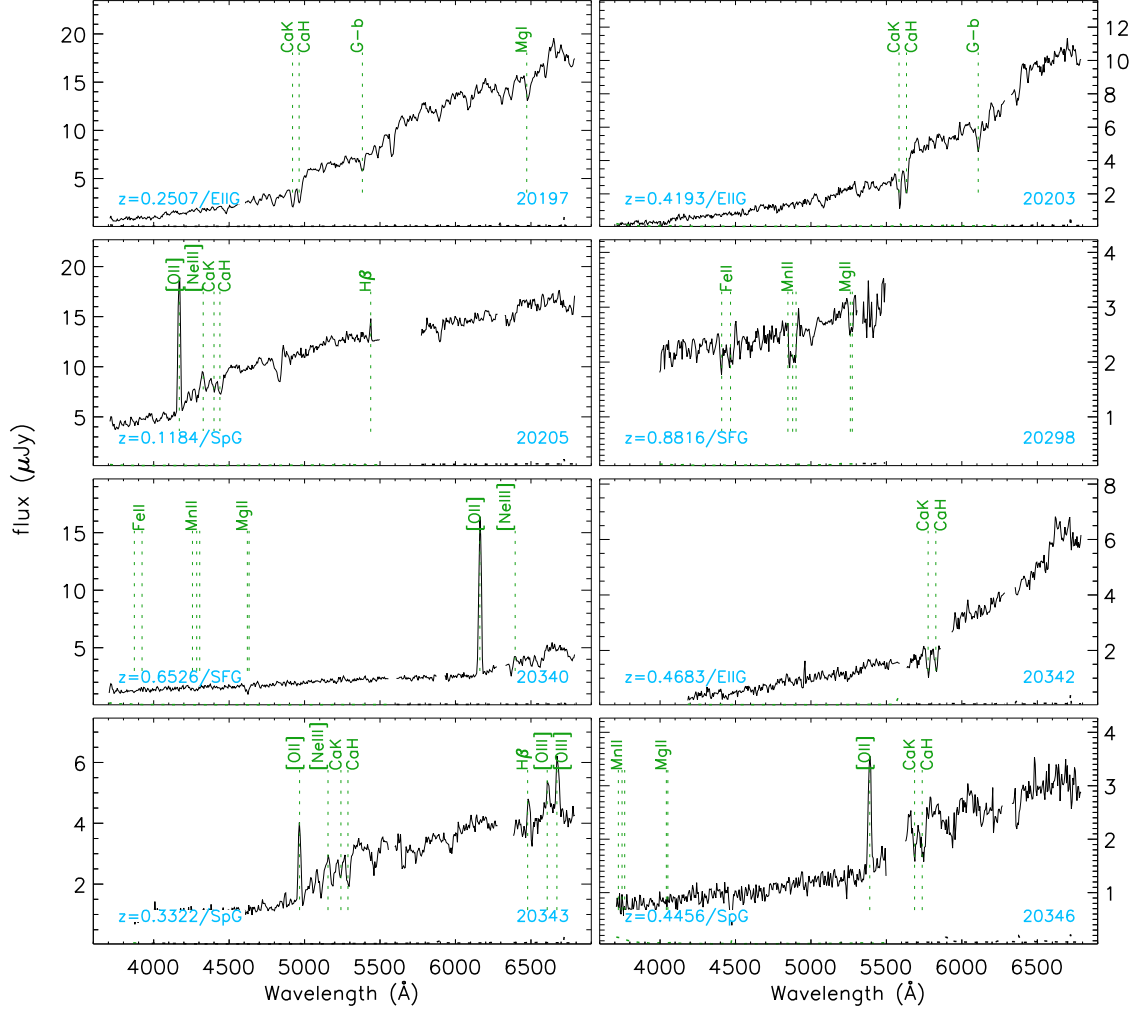 CaK CaH G-b MgI
20
15
10
5
z=0.2507/EllG 20197
CaK CaH G-b
12
10
8
6
4
2
z=0.4193/EllG 20203
[OII] [NeIII] CaK CaH Hβ
20
15
10
5
z=0.1184/SpG 20205
FeII MnII MgII
4
3
2
1
z=0.8816/SFG 20298
flux (μJy)
FeII MnII MgII [OII] [NeIII]
15
10
5
z=0.6526/SFG 20340
CaK CaH
8
6
4
2
z=0.4683/EllG 20342
[OII] [NeIII] CaK CaH Hβ [OIII] [OIII]
6
4
2
z=0.3322/SpG 20343
MnII MgII [OII] CaK CaH
4
3
2
1
z=0.4456/SpG 20346
4000 4500 5000 5500 6000 6500
Wavelength (Å)
4000 4500 5000 5500 6000 6500
Wavelength (Å)